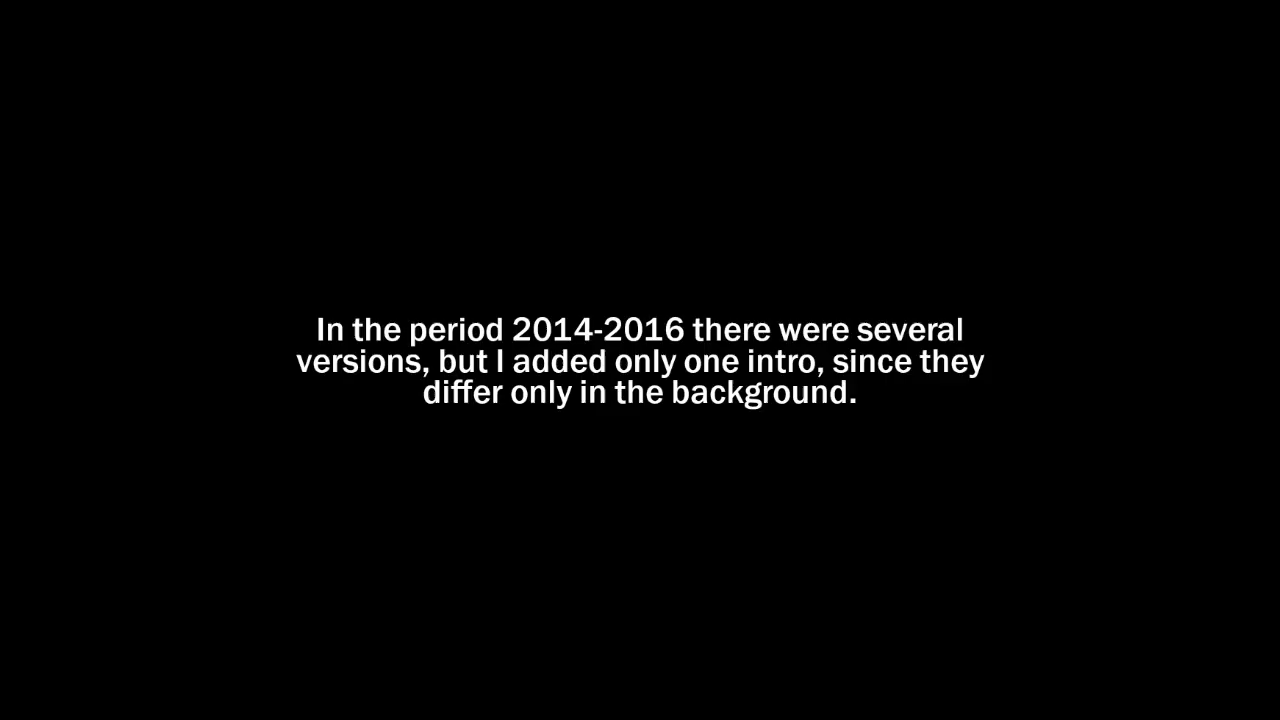 In the period 2014-2016 there were several
versions, but I added only one intro, since they
differ only in the background.